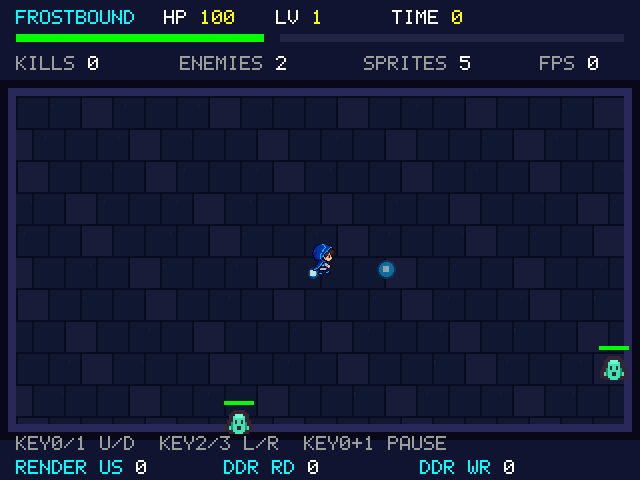 FROSTBOUND HP 100 LV 1 TIME 0
KILLS 0 ENEMIES 2 SPRITES 5 FPS 0
KEY0/1 U/D KEY2/3 L/R KEY0+1 PAUSE
RENDER US 0 DDR RD 0 DDR WR 0